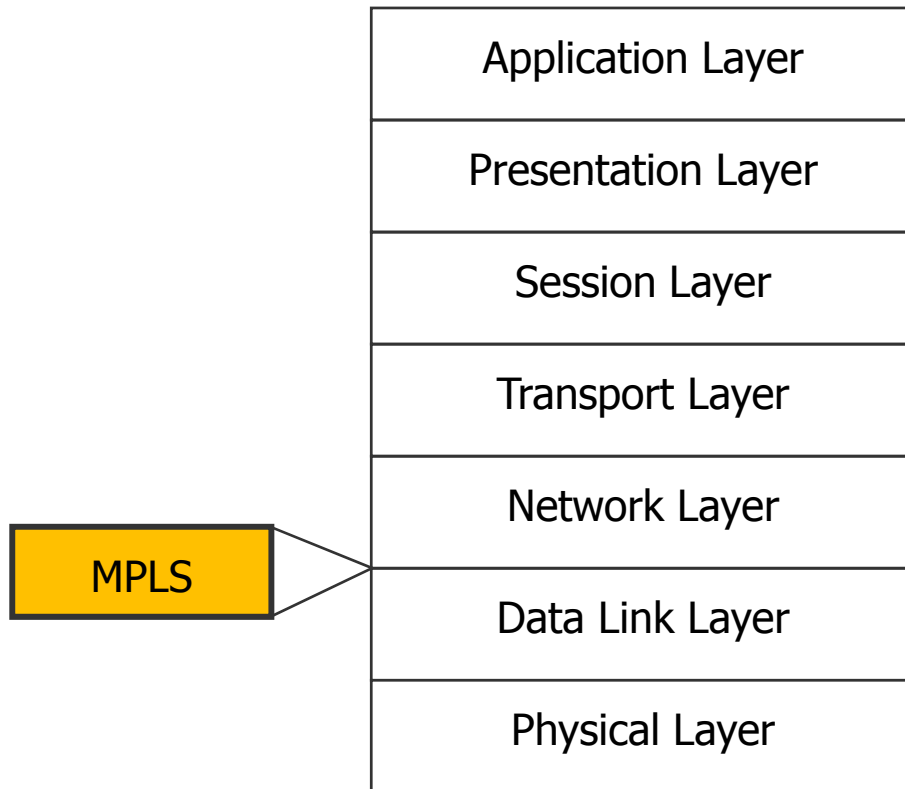 Application Layer
Presentation Layer
Session Layer
Transport Layer
Network Layer
MPLS
Data Link Layer
Physical Layer